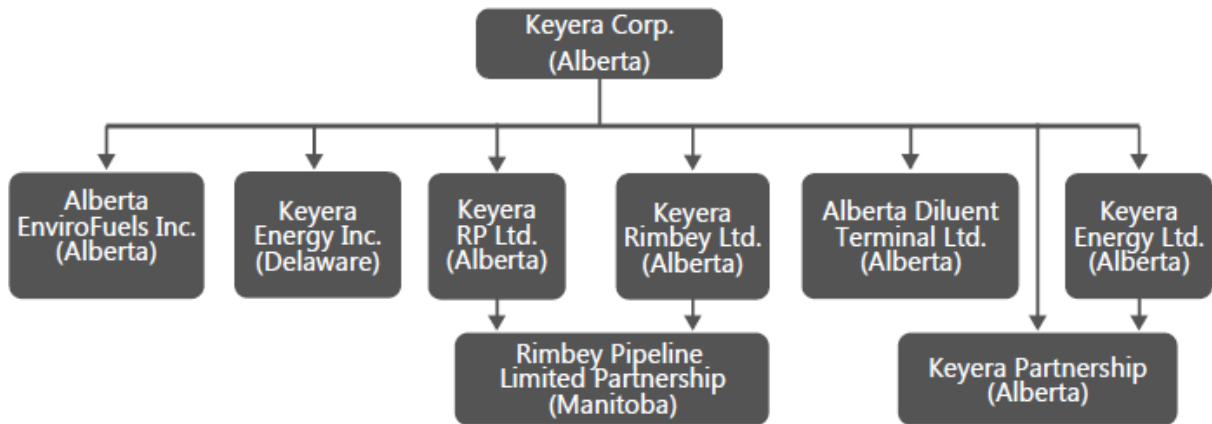 Keyera Corp.
(Alberta)
Alberta
EnviroFuels Inc.
(Alberta)
Keyera
Energy Inc.
(Delaware)
Keyera
RP Ltd.
(Alberta)
Keyera
Rimbey Ltd.
(Alberta)
Alberta Diluent
Terminal Ltd.
(Alberta)
Keyera
Energy Ltd.
(Alberta)
Rimbey Pipeline
Limited Partnership
(Manitoba)
Keyera Partnership
(Alberta)